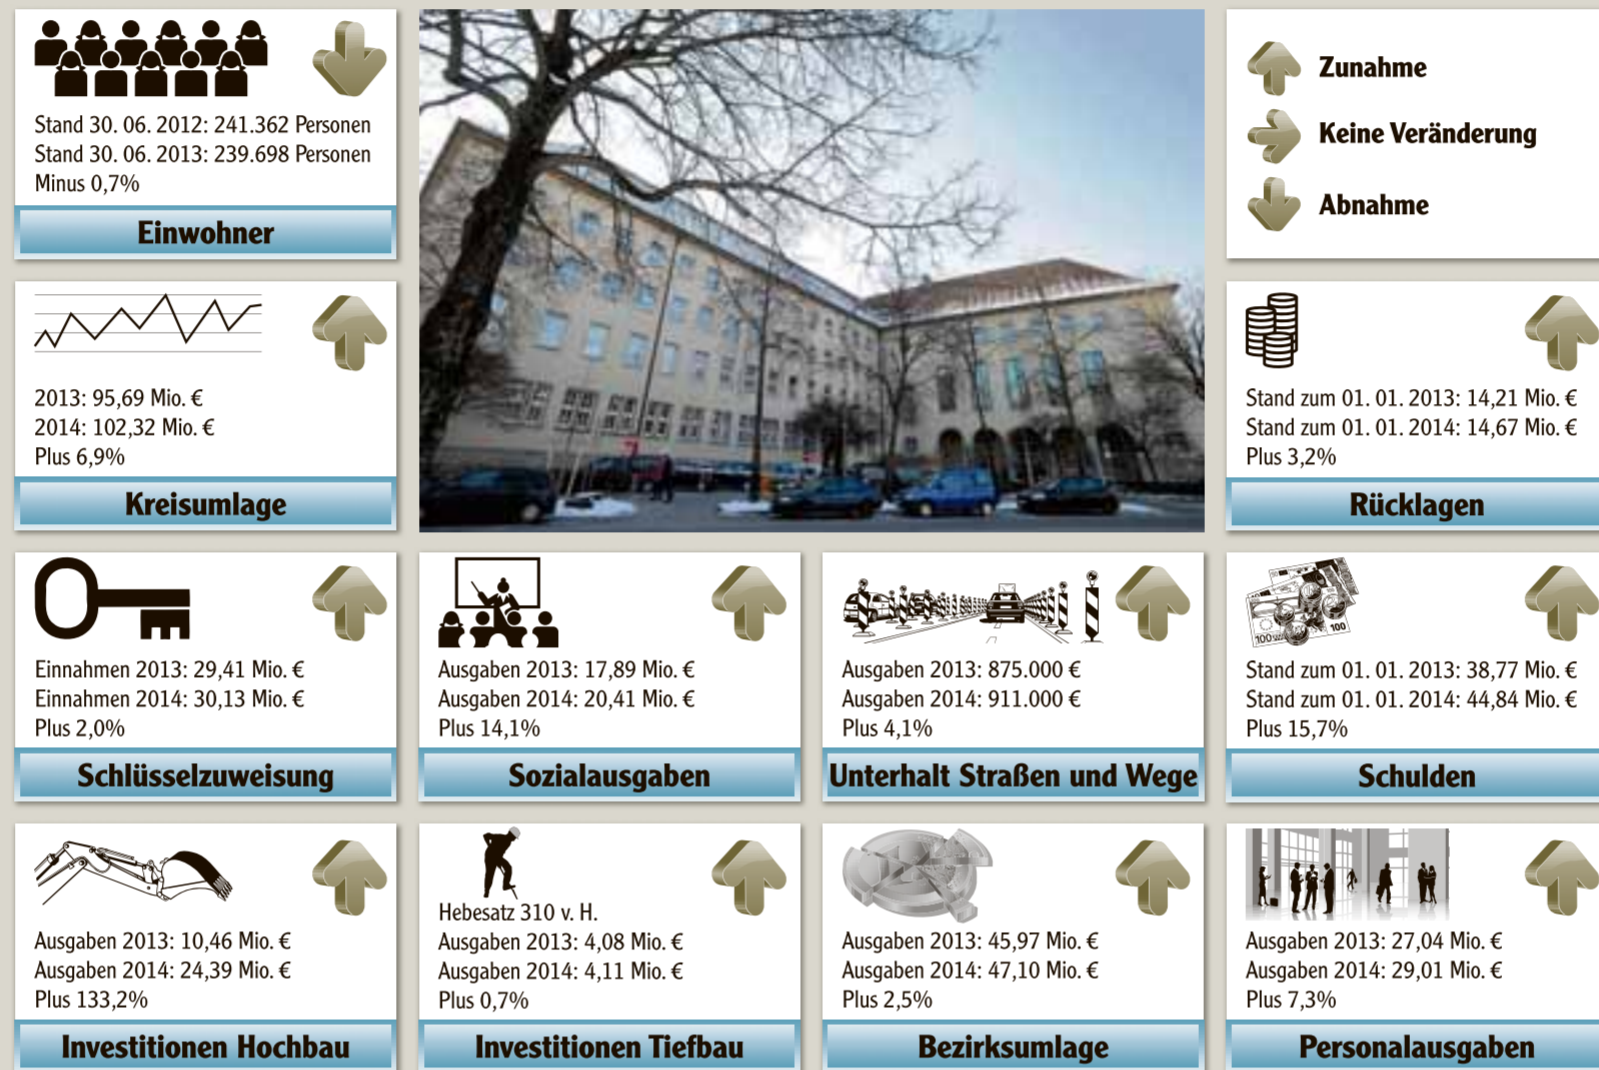 Stand 30. 06. 2012: 241.362 Personen
Stand 30. 06. 2013: 239.698 Personen
Minus 0,7%
Einwohner
Zunahme
Keine Veränderung
Abnahme
2013: 95,69 Mio. €
2014: 102,32 Mio. €
Plus 6,9%
Kreisumlage
Stand zum 01. 01. 2013: 14,21 Mio. €
Stand zum 01. 01. 2014: 14,67 Mio. €
Plus 3,2%
Rücklagen
Einnahmen 2013: 29,41 Mio. €
Einnahmen 2014: 30,13 Mio. €
Plus 2,0%
Schlüsselzuweisung
Ausgaben 2013: 17,89 Mio. €
Ausgaben 2014: 20,41 Mio. €
Plus 14,1%
Sozialausgaben
Ausgaben 2013: 875.000 €
Ausgaben 2014: 911.000 €
Plus 4,1%
Unterhalt Straßen und Wege
100
100
Stand zum 01. 01. 2013: 38,77 Mio. €
Stand zum 01. 01. 2014: 44,84 Mio. €
Plus 15,7%
Schulden
Ausgaben 2013: 10,46 Mio. €
Ausgaben 2014: 24,39 Mio. €
Plus 133,2%
Investitionen Hochbau
Hebesatz 310 v. H.
Ausgaben 2013: 4,08 Mio. €
Ausgaben 2014: 4,11 Mio. €
Plus 0,7%
Investitionen Tiefbau
Ausgaben 2013: 45,97 Mio. €
Ausgaben 2014: 47,10 Mio. €
Plus 2,5%
Bezirksumlage
Ausgaben 2013: 27,04 Mio. €
Ausgaben 2014: 29,01 Mio. €
Plus 7,3%
Personalausgaben